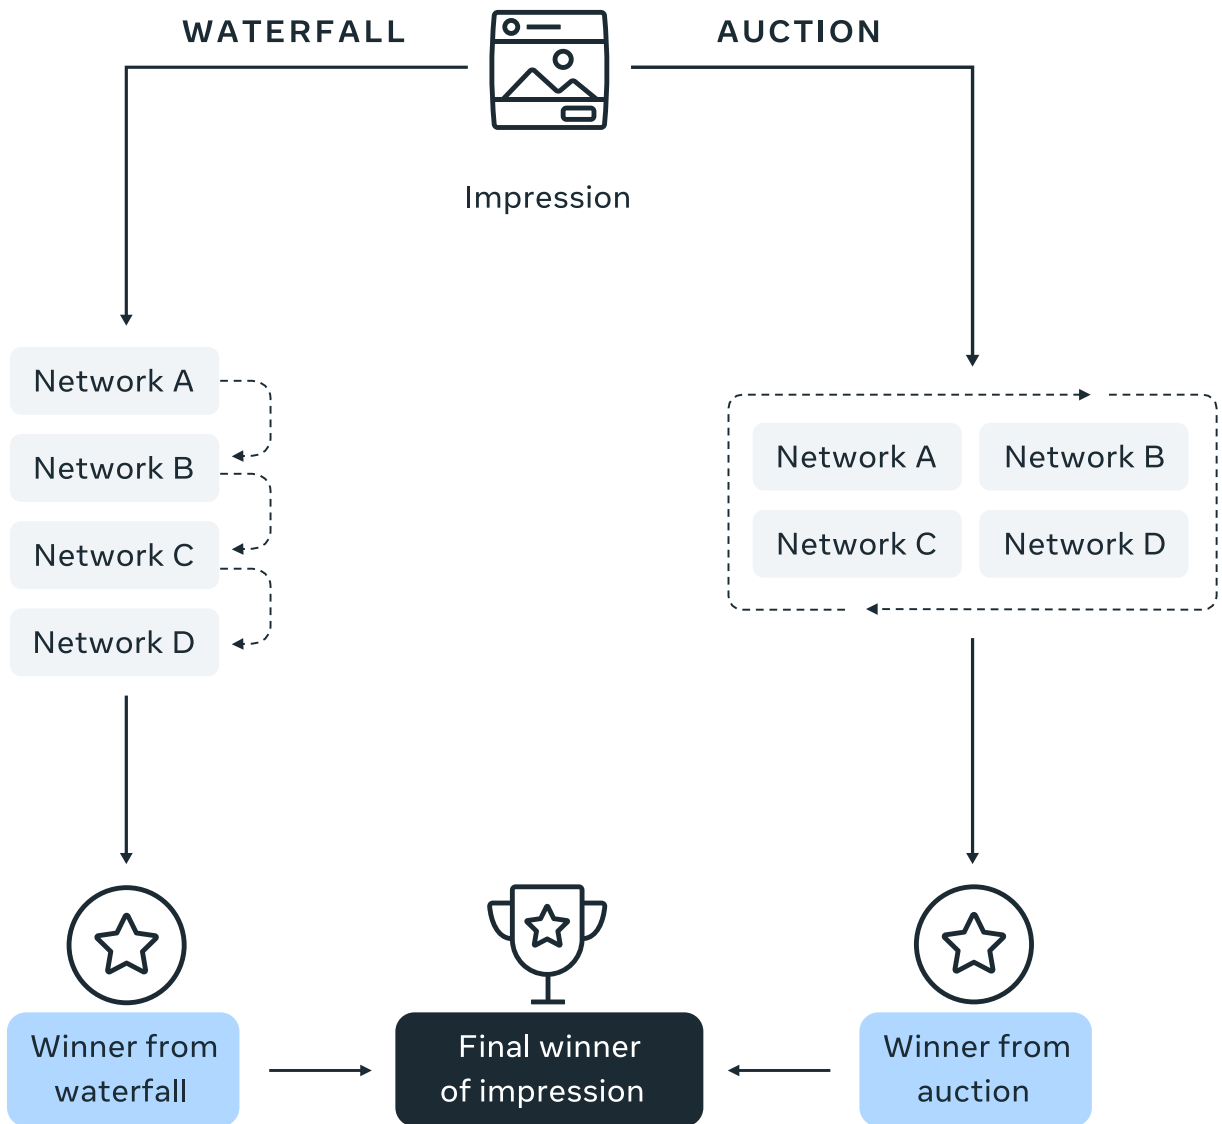 WATERFALL
AUCTION
Impression
Network A
Network B
Network C
Network D
Network A
Network B
Network C
Network D
Winner from
waterfall
Final winner
of impression
Winner from
auction